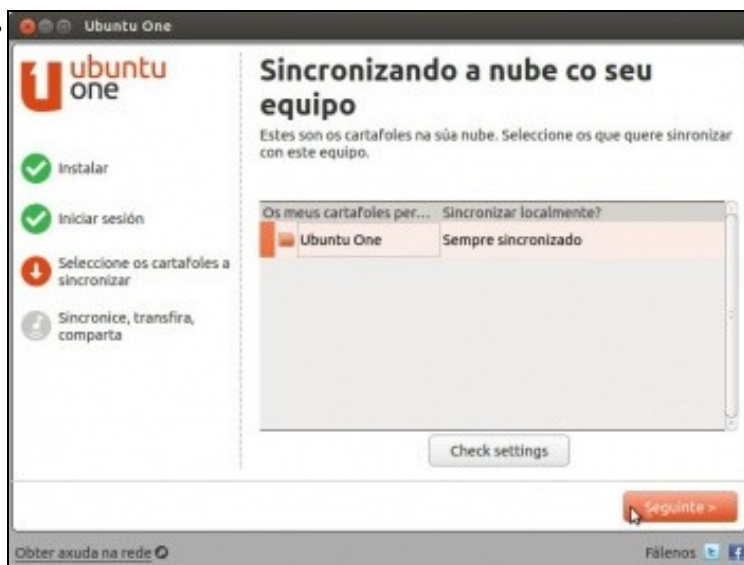 Ubuntu One
ubuntu
one
Instalar
Iniciar sesión
Seleccione os cartafoles a
sincronizar
Sincronice, transfira,
comparta
Sincronizando a nube co seu
equipo
Estes son os cartafoles na súa nube. Seleccione os que quere sinronizar
con este equipo.
Os meus cartafoles per... Sincronizar localmente?
Ubuntu One Sempre sincronizado
Check settings
Seguinte >
Obter axuda na rede
Fálenos